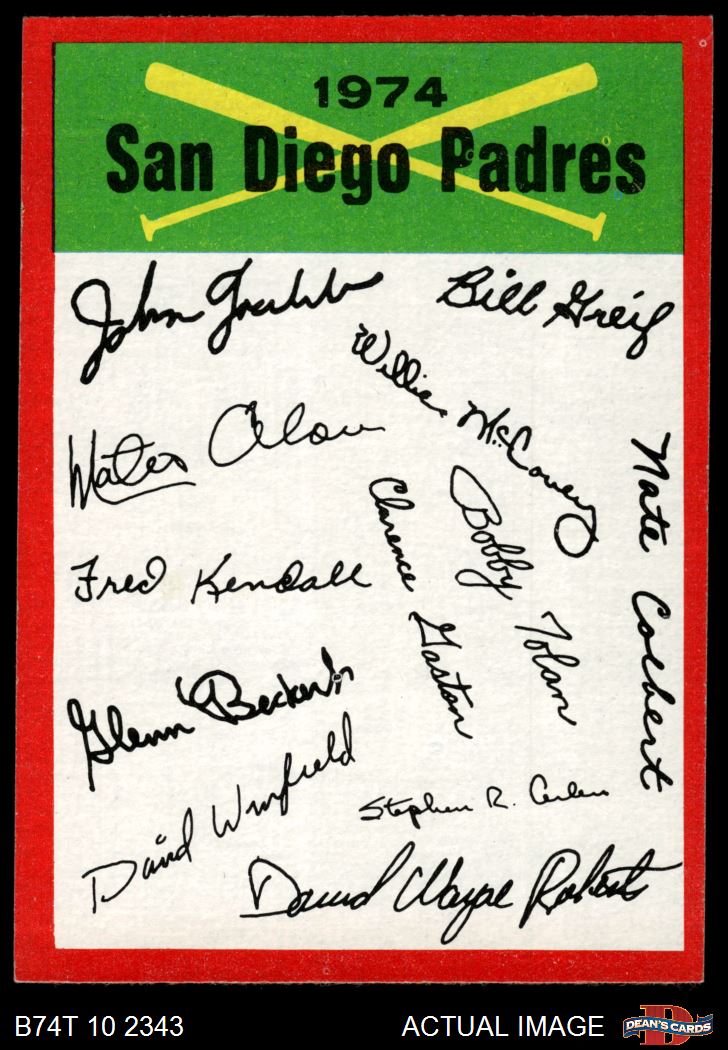 1974
San Diego Padres
John Grubb
Bill Greif
Willie McCovey
Mateo Alou
Nate Colbert
Clarence Gaston
Bobby Tolan
Fred Kendall
Glenn Beckert
David Winfield
Stephen R. Arlin
David Wayne Roberts
B74T 10 2343
ACTUAL IMAGE
D
DEAN'S CARDS